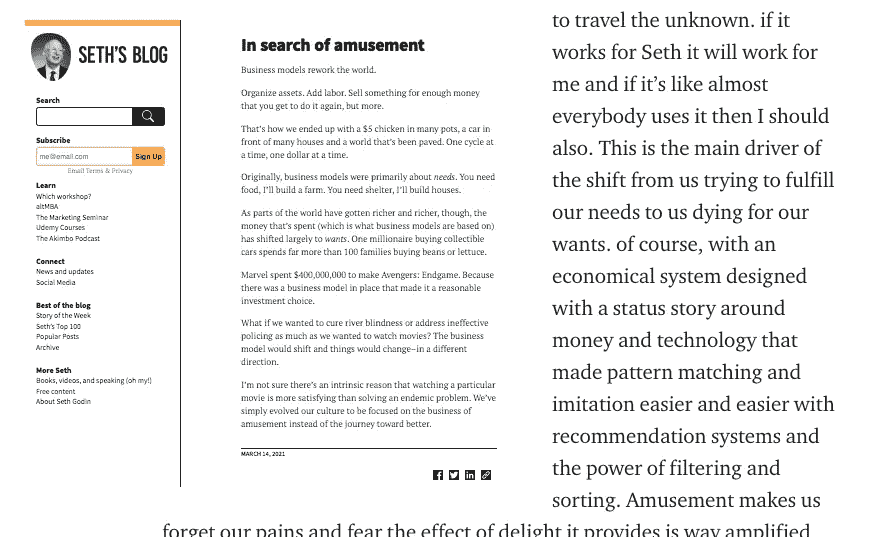 SETH'S BLOG
Search
Subscribe
me@email.com Sign Up
Email Terms & Privacy
Learn
Which workshop?
altMBA
The Marketing Seminar
Udemy Courses
The Akimbo Podcast
Connect
News and updates
Social Media
Best of the blog
Story of the Week
Seth's Top 100
Popular Posts
Archive
More Seth
Books, videos, and speaking (oh my!)
Free content
About Seth Godin
In search of amusement
Business models rework the world.
Organize assets. Add labor. Sell something for enough money
that you get to do it again, but more.
That's how we ended up with a $5 chicken in many pots, a car in
front of many houses and a world that's been paved. One cycle at
a time, one dollar at a time.
Originally, business models were primarily about needs. You need
food, I'll build a farm. You need shelter, I'll build houses.
As parts of the world have gotten richer and richer, though, the
money that's spent (which is what business models are based on)
has shifted largely to wants. One millionaire buying collectible
cars spends far more than 100 families buying beans or lettuce.
Marvel spent $400,000,000 to make Avengers: Endgame. Because
there was a business model in place that made it a reasonable
investment choice.
What if we wanted to cure river blindness or address ineffective
policing as much as we wanted to watch movies? The business
model would shift and things would change–in a different
direction.
I'm not sure there's an intrinsic reason that watching a particular
movie is more satisfying than solving an endemic problem. We've
simply evolved our culture to be focused on the business of
amusement instead of the journey toward better.
MARCH 14, 2021
to travel the unknown. if it
works for Seth it will work for
me and if it's like almost
everybody uses it then I should
also. This is the main driver of
the shift from us trying to fulfill
our needs to us dying for our
wants. of course, with an
economical system designed
with a status story around
money and technology that
made pattern matching and
imitation easier and easier with
recommendation systems and
the power of filtering and
sorting. Amusement makes us
forget our pains and fear the effect of delight it provides is way amplified